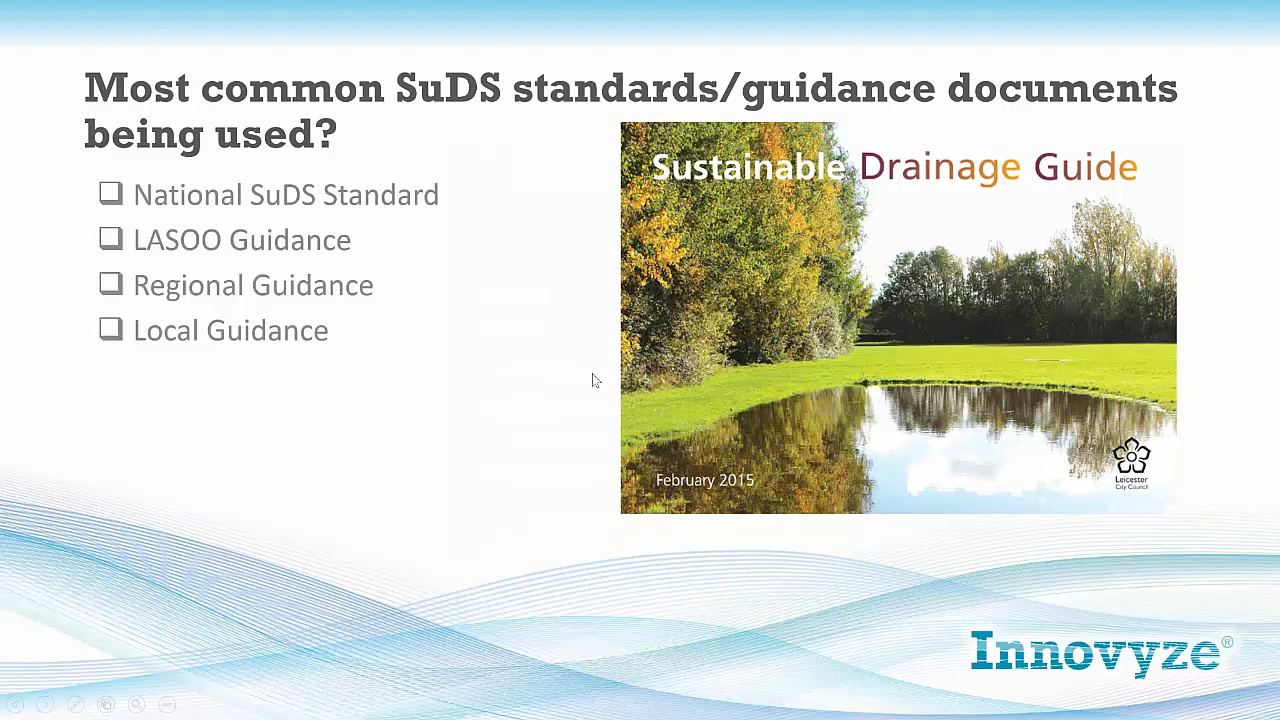 Most common SuDS standards/guidance documents
being used?
National SuDS Standard
LASOO Guidance
Regional Guidance
Local Guidance
Sustainable Drainage Guide
February 2015
Leicester
City Council
Innovyze®